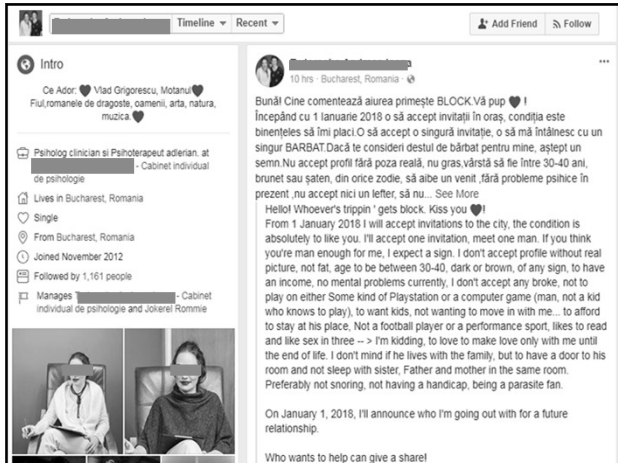 Timeline Recent
Add Friend Follow
Intro
Ce Ador: Vlad Grigorescu, Motanul
Fiul,romanele de dragoste, oamenii, arta, natura,
muzica.
Psiholog clinician si Psihoterapeut adlerian. at
- Cabinet individual
de psihologie
Lives in Bucharest, Romania
Single
From Bucharest, Romania
Joined November 2012
Followed by 1,161 people
Manages
- Cabinet
individual de psihologie and Jokerel Rommie
10 hrs · Bucharest, Romania ·
Bună! Cine comentează aiurea primește BLOCK.Vă pup !
Începând cu 1 Ianuarie 2018 o să accept invitații în oraș, condiția este
binențeles să îmi placi.O să accept o singură invitație, o să mă întâlnesc cu un
singur BARBAT.Dacă te consideri destul de bărbat pentru mine, aștept un
semn.Nu accept profil fără poza reală, nu gras,vârstă să fie între 30-40 ani,
brunet sau șaten, din orice zodie, să aibe un venit ,fără probleme psihice în
prezent ,nu accept nici un lefter, să nu... See More
Hello! Whoever's trippin ' gets block. Kiss you !
From 1 January 2018 I will accept invitations to the city, the condition is
absolutely to like you. I'll accept one invitation, meet one man. If you think
you're man enough for me, I expect a sign. I don't accept profile without real
picture, not fat, age to be between 30-40, dark or brown, of any sign, to have
an income, no mental problems currently, I don't accept any broke, not to
play on either Some kind of Playstation or a computer game (man, not a kid
who knows to play), to want kids, not wanting to move in with me... to afford
to stay at his place, Not a football player or a performance sport, likes to read
and like sex in three -- > I'm kidding, to love to make love only with me until
the end of life. I don't mind if he lives with the family, but to have a door to his
room and not sleep with sister, Father and mother in the same room.
Preferably not snoring, not having a handicap, being a parasite fan.
On January 1, 2018, I'll announce who I'm going out with for a future
relationship.
Who wants to help can give a share!